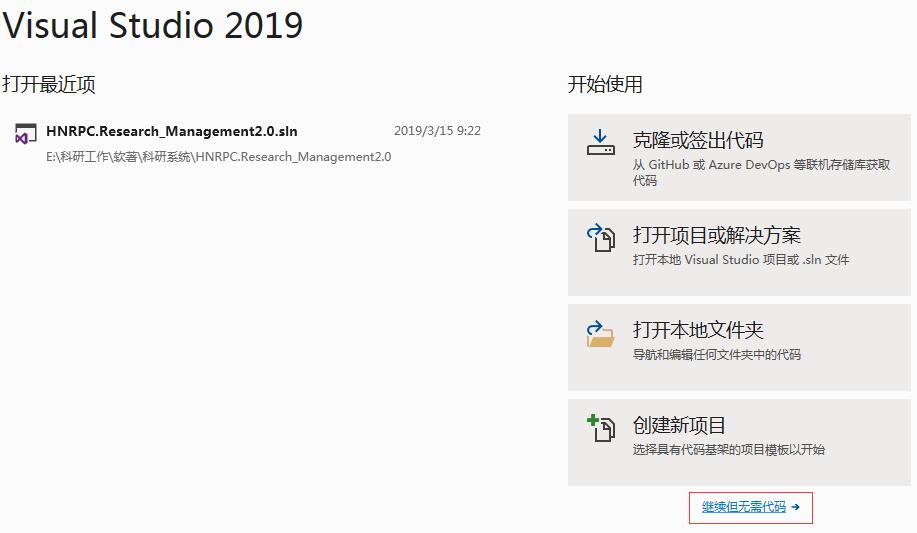 Visual Studio 2019
打开最近项
HNRPC.Research_Management2.0.sln 2019/3/15 9:22
E:\科研工作\软著\科研系统\HNRPC.Research_Management2.0
开始使用
克隆或签出代码
从 GitHub 或 Azure DevOps 等联机存储库获取
代码
打开项目或解决方案
打开本地 Visual Studio 项目或 .sln 文件
打开本地文件夹
导航和编辑任何文件夹中的代码
创建新项目
选择具有代码基架的项目模板以开始
继续但无需代码 →